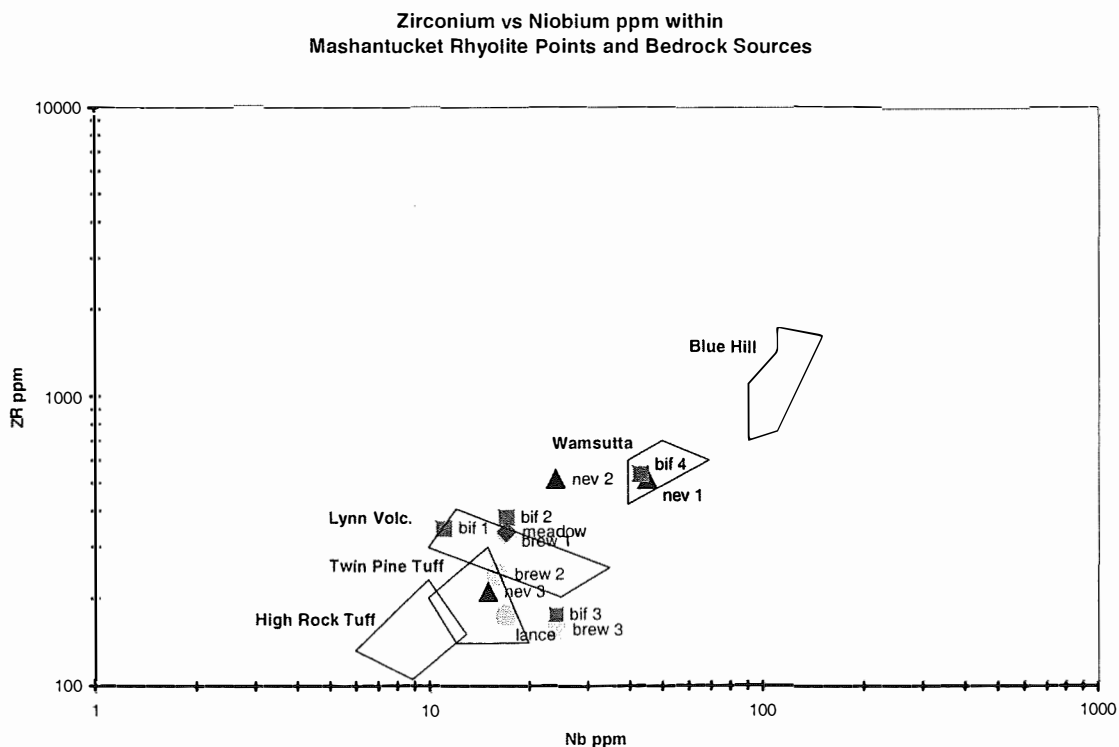 Zirconium vs Niobium ppm within
Mashantucket Rhyolite Points and Bedrock Sources
10000
1000
100
ZR ppm
Blue Hill
Wamsutta
bif 4
nev 2
nev 1
Lynn Volc.
bif 1
bif 2
meadow
brew 1
Twin Pine Tuff
brew 2
nev 3
High Rock Tuff
bif 3
lance
brew 3
1
10
100
1000
Nb ppm